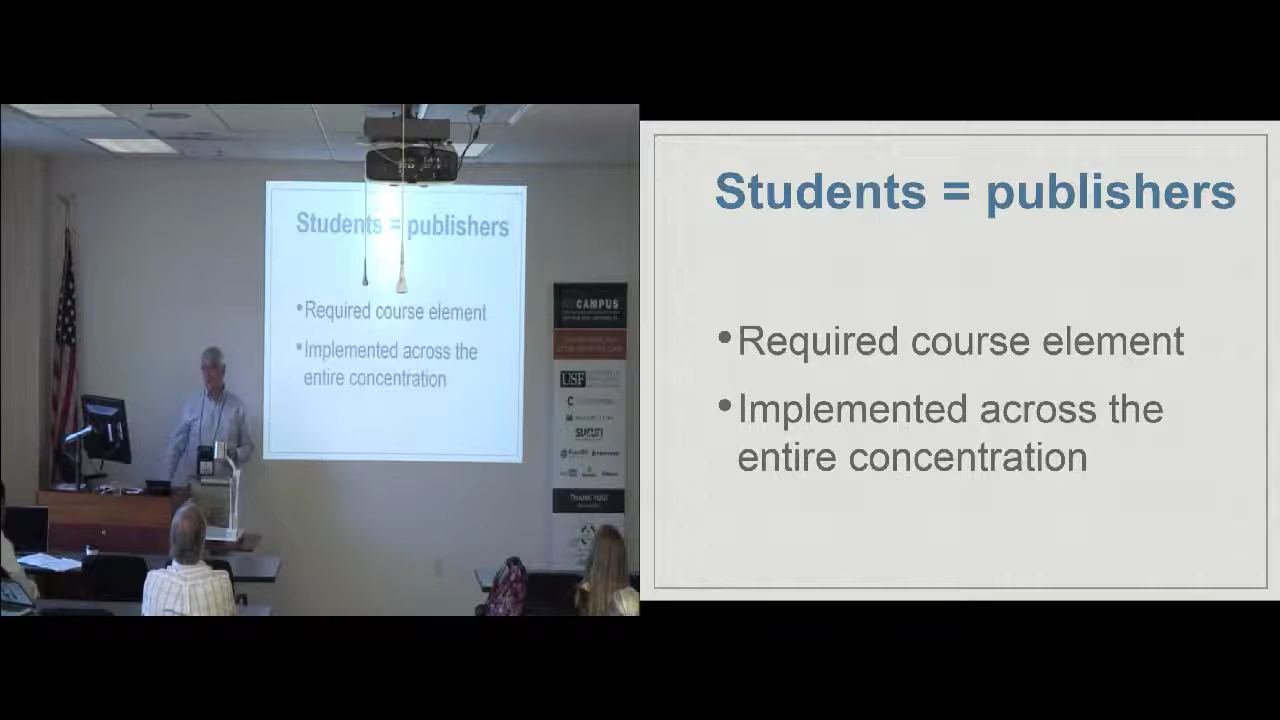 Students = publishers
•Required course element
•Implemented across the
entire concentration
CAMPUS
USF
SUCURI
THANK YOU!
Students = publishers
•Required course element
•Implemented across the
entire concentration